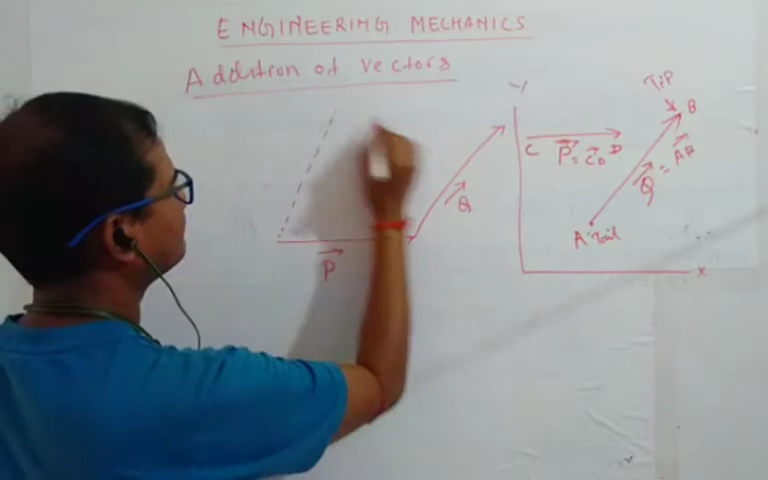 ENGINEERING MECHANICS
Addition of vectors
Y
Tip
B
C P = CD D
Q = AB
Q
A Tail
P
x